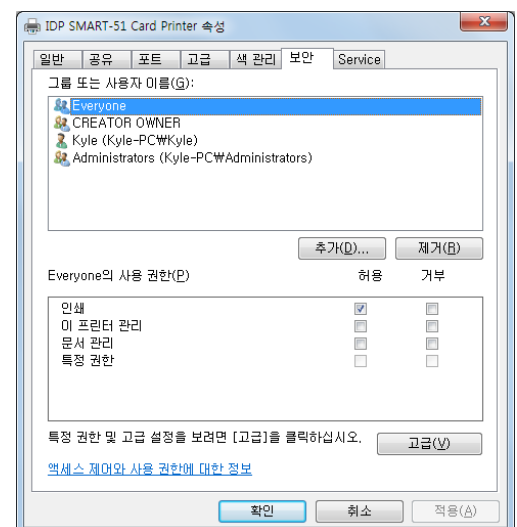 IDP SMART-51 Card Printer 속성
일반 공유 포트 고급 색 관리 보안 Service
그룹 또는 사용자 이름(G):
Everyone
CREATOR OWNER
Kyle (Kyle-PC₩Kyle)
Administrators (Kyle-PC₩Administrators)
추가(D)... 제거(R)
Everyone의 사용 권한(P) 허용 거부
인쇄
이 프린터 관리
문서 관리
특정 권한
특정 권한 및 고급 설정을 보려면 [고급]을 클릭하십시오. 고급(V)
액세스 제어와 사용 권한에 대한 정보
확인 취소 적용(A)